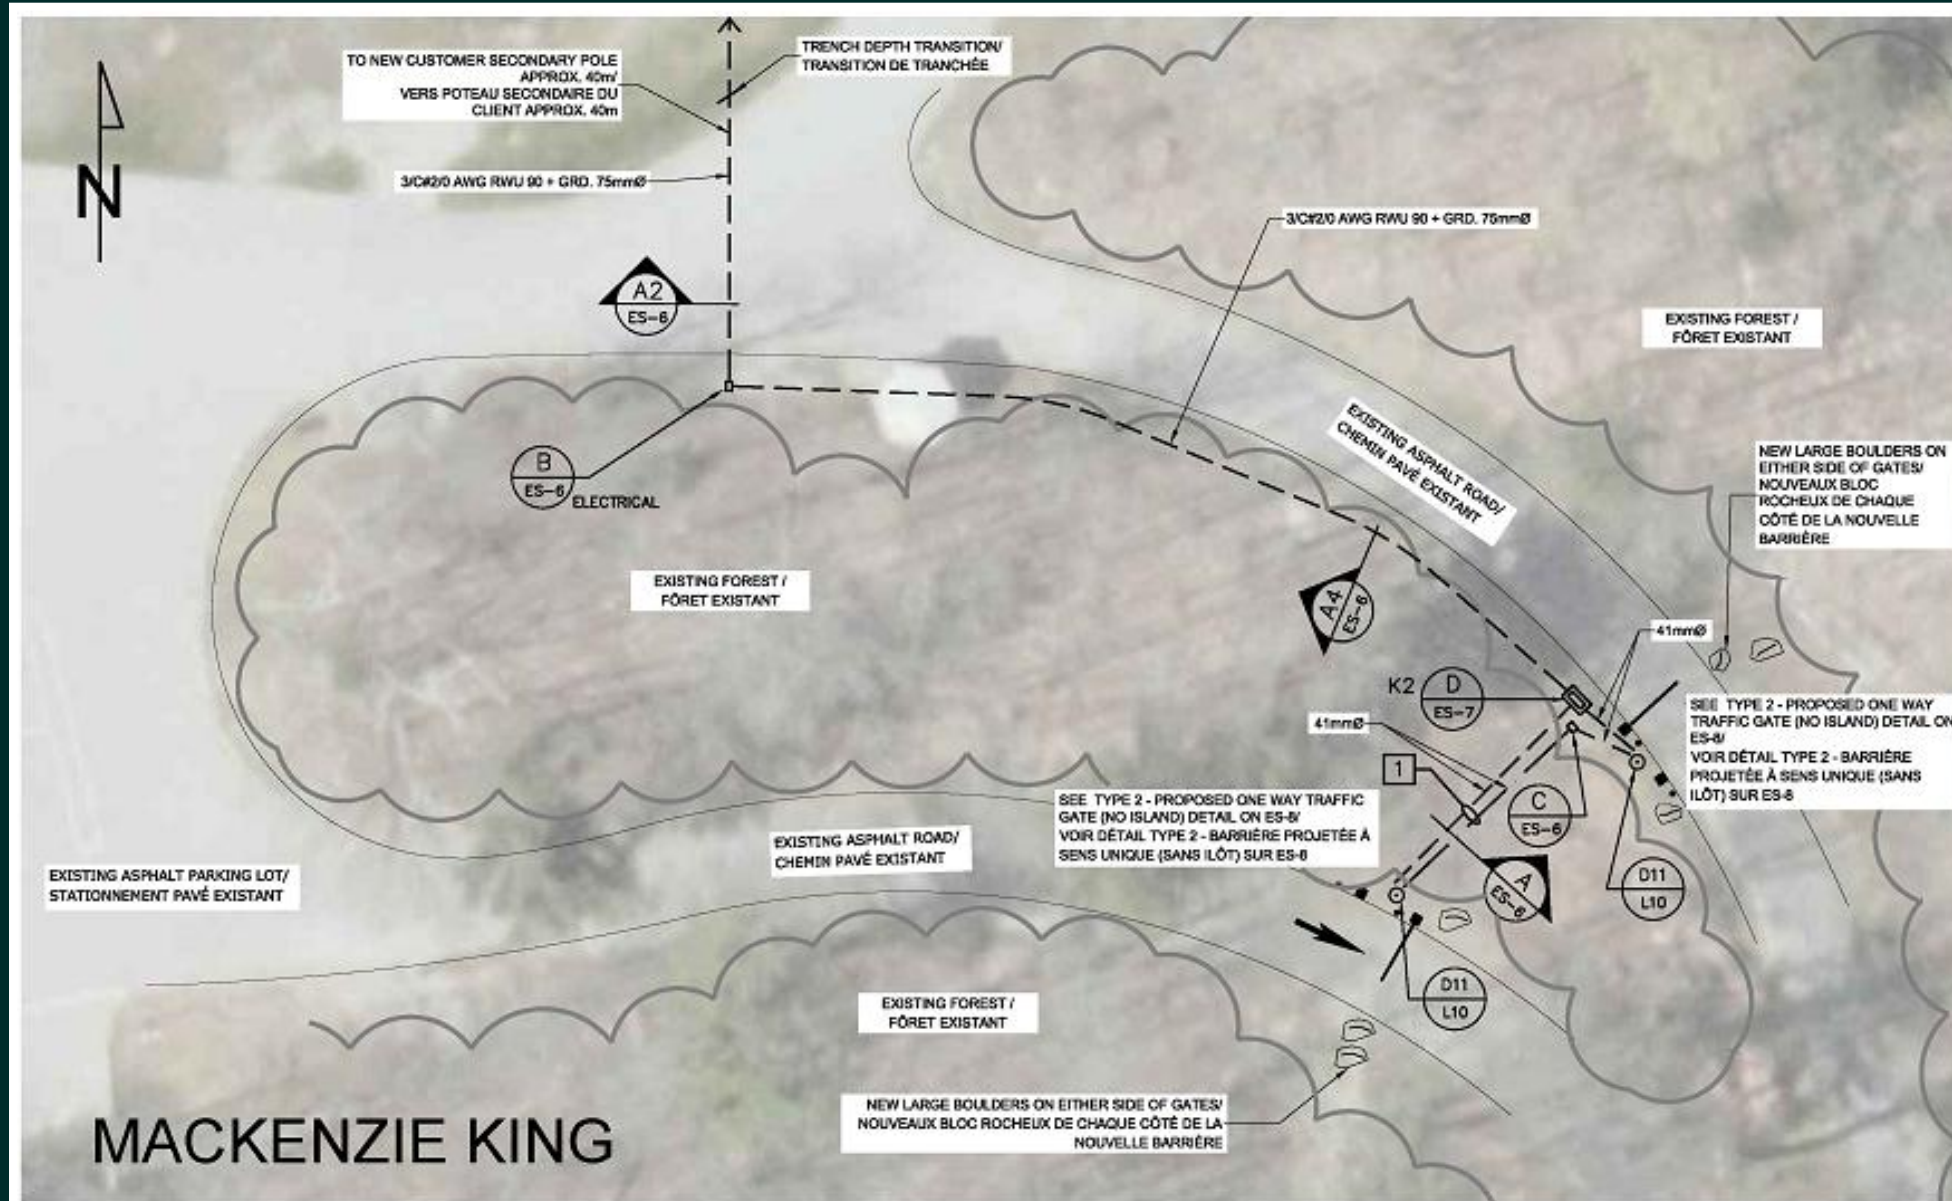 TO NEW CUSTOMER SECONDARY POLE
APPROX. 40m/
VERS POTEAU SECONDAIRE DU
CLIENT APPROX. 40m
TRENCH DEPTH TRANSITION/
TRANSITION DE TRANCHÉE
N
3/C#2/0 AWG RWU 90 + GRD. 75mmØ
3/C#2/0 AWG RWU 90 + GRD. 75mmØ
A2
ES-6
EXISTING FOREST /
FÔRET EXISTANT
EXISTING ASPHALT ROAD/
CHEMIN PAVÉ EXISTANT
B
ES-6
ELECTRICAL
NEW LARGE BOULDERS ON
EITHER SIDE OF GATES/
NOUVEAUX BLOC
ROCHEUX DE CHAQUE
CÔTÉ DE LA NOUVELLE
BARRIÈRE
EXISTING FOREST /
FÔRET EXISTANT
A4
ES-6
41mmØ
K2
D
ES-7
41mmØ
SEE TYPE 2 - PROPOSED ONE WAY
TRAFFIC GATE (NO ISLAND) DETAIL ON
ES-8/
VOIR DÉTAIL TYPE 2 - BARRIÈRE
PROJETÉE À SENS UNIQUE (SANS
ILÔT) SUR ES-8
1
SEE TYPE 2 - PROPOSED ONE WAY TRAFFIC
GATE (NO ISLAND) DETAIL ON ES-8/
VOIR DÉTAIL TYPE 2 - BARRIÈRE PROJETÉE À
SENS UNIQUE (SANS ILÔT) SUR ES-8
C
ES-6
EXISTING ASPHALT ROAD/
CHEMIN PAVÉ EXISTANT
EXISTING ASPHALT PARKING LOT/
STATIONNEMENT PAVÉ EXISTANT
A
ES-6
D11
L10
D11
L10
EXISTING FOREST /
FÔRET EXISTANT
NEW LARGE BOULDERS ON EITHER SIDE OF GATES/
NOUVEAUX BLOC ROCHEUX DE CHAQUE CÔTÉ DE LA
NOUVELLE BARRIÈRE
MACKENZIE KING